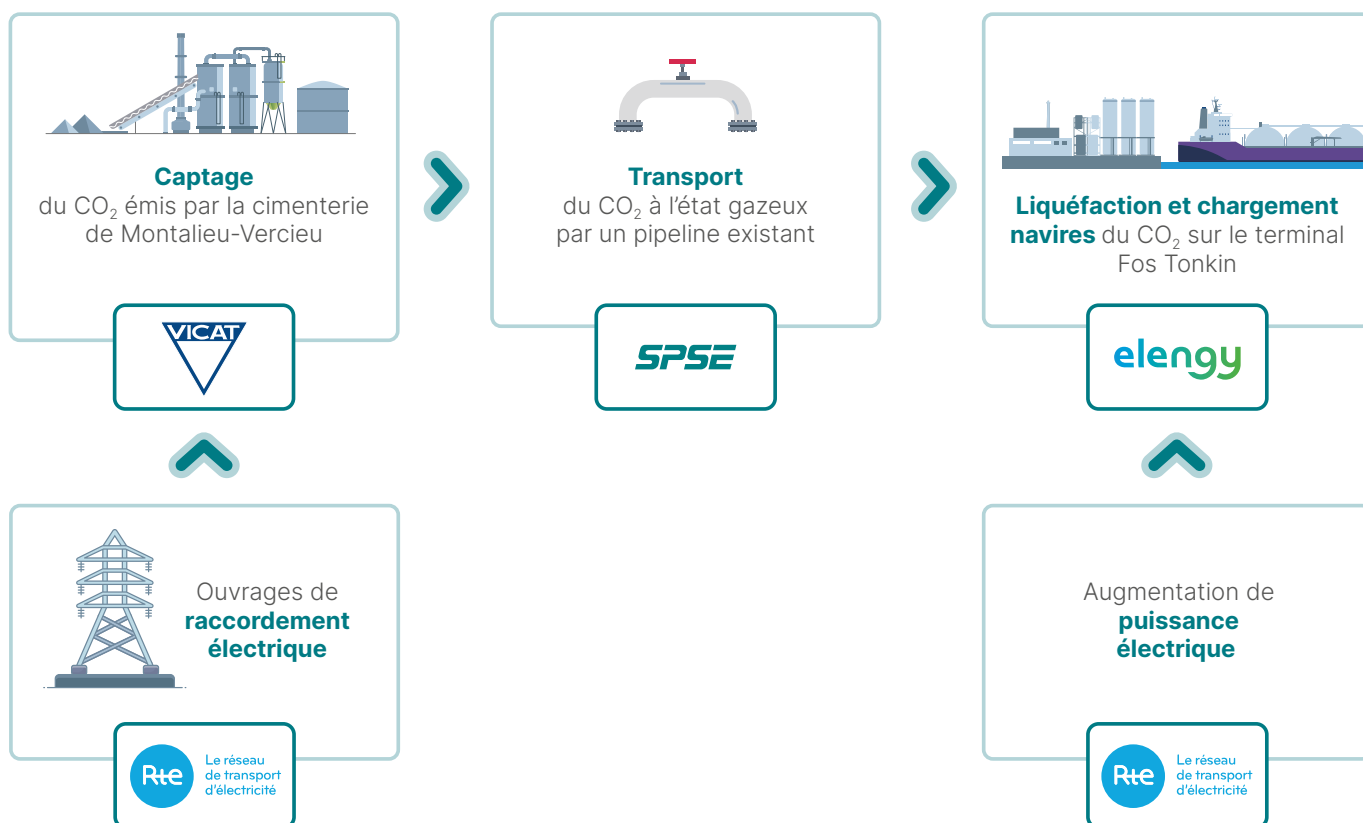 Captage
du CO₂ émis par la cimenterie
de Montalieu-Vercieu
VICAT
Transport
du CO₂ à l’état gazeux
par un pipeline existant
SPSE
Liquéfaction et chargement
navires du CO₂ sur le terminal
Fos Tonkin
elengy
Ouvrages de
raccordement
électrique
Rte
Le réseau
de transport
d’électricité
Augmentation de
puissance
électrique
Rte
Le réseau
de transport
d’électricité